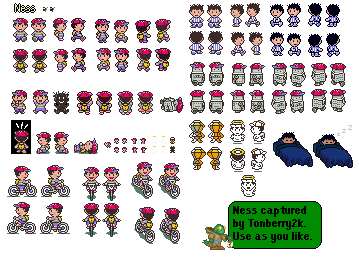 Ness
z z z
Ness captured
by Tonberry2k.
Use as you like.